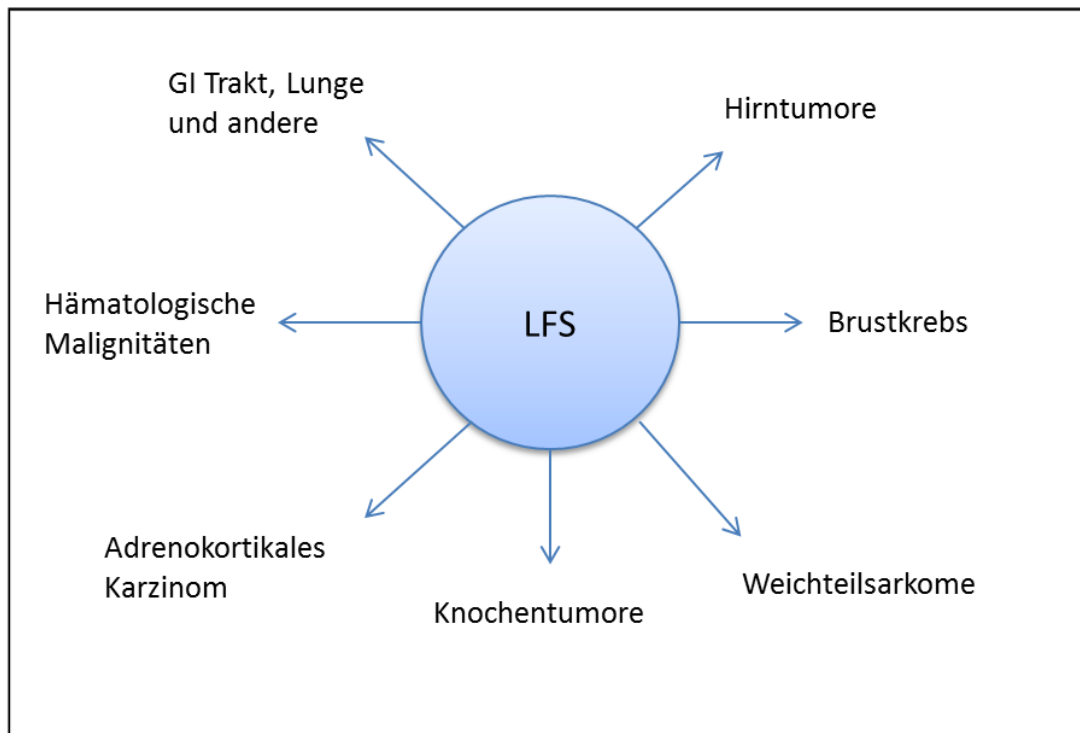 GI Trakt, Lunge
und andere
Hirntumore
Hämatologische
Malignitäten
LFS
Brustkrebs
Adrenokortikales
Karzinom
Knochentumore
Weichteilsarkome